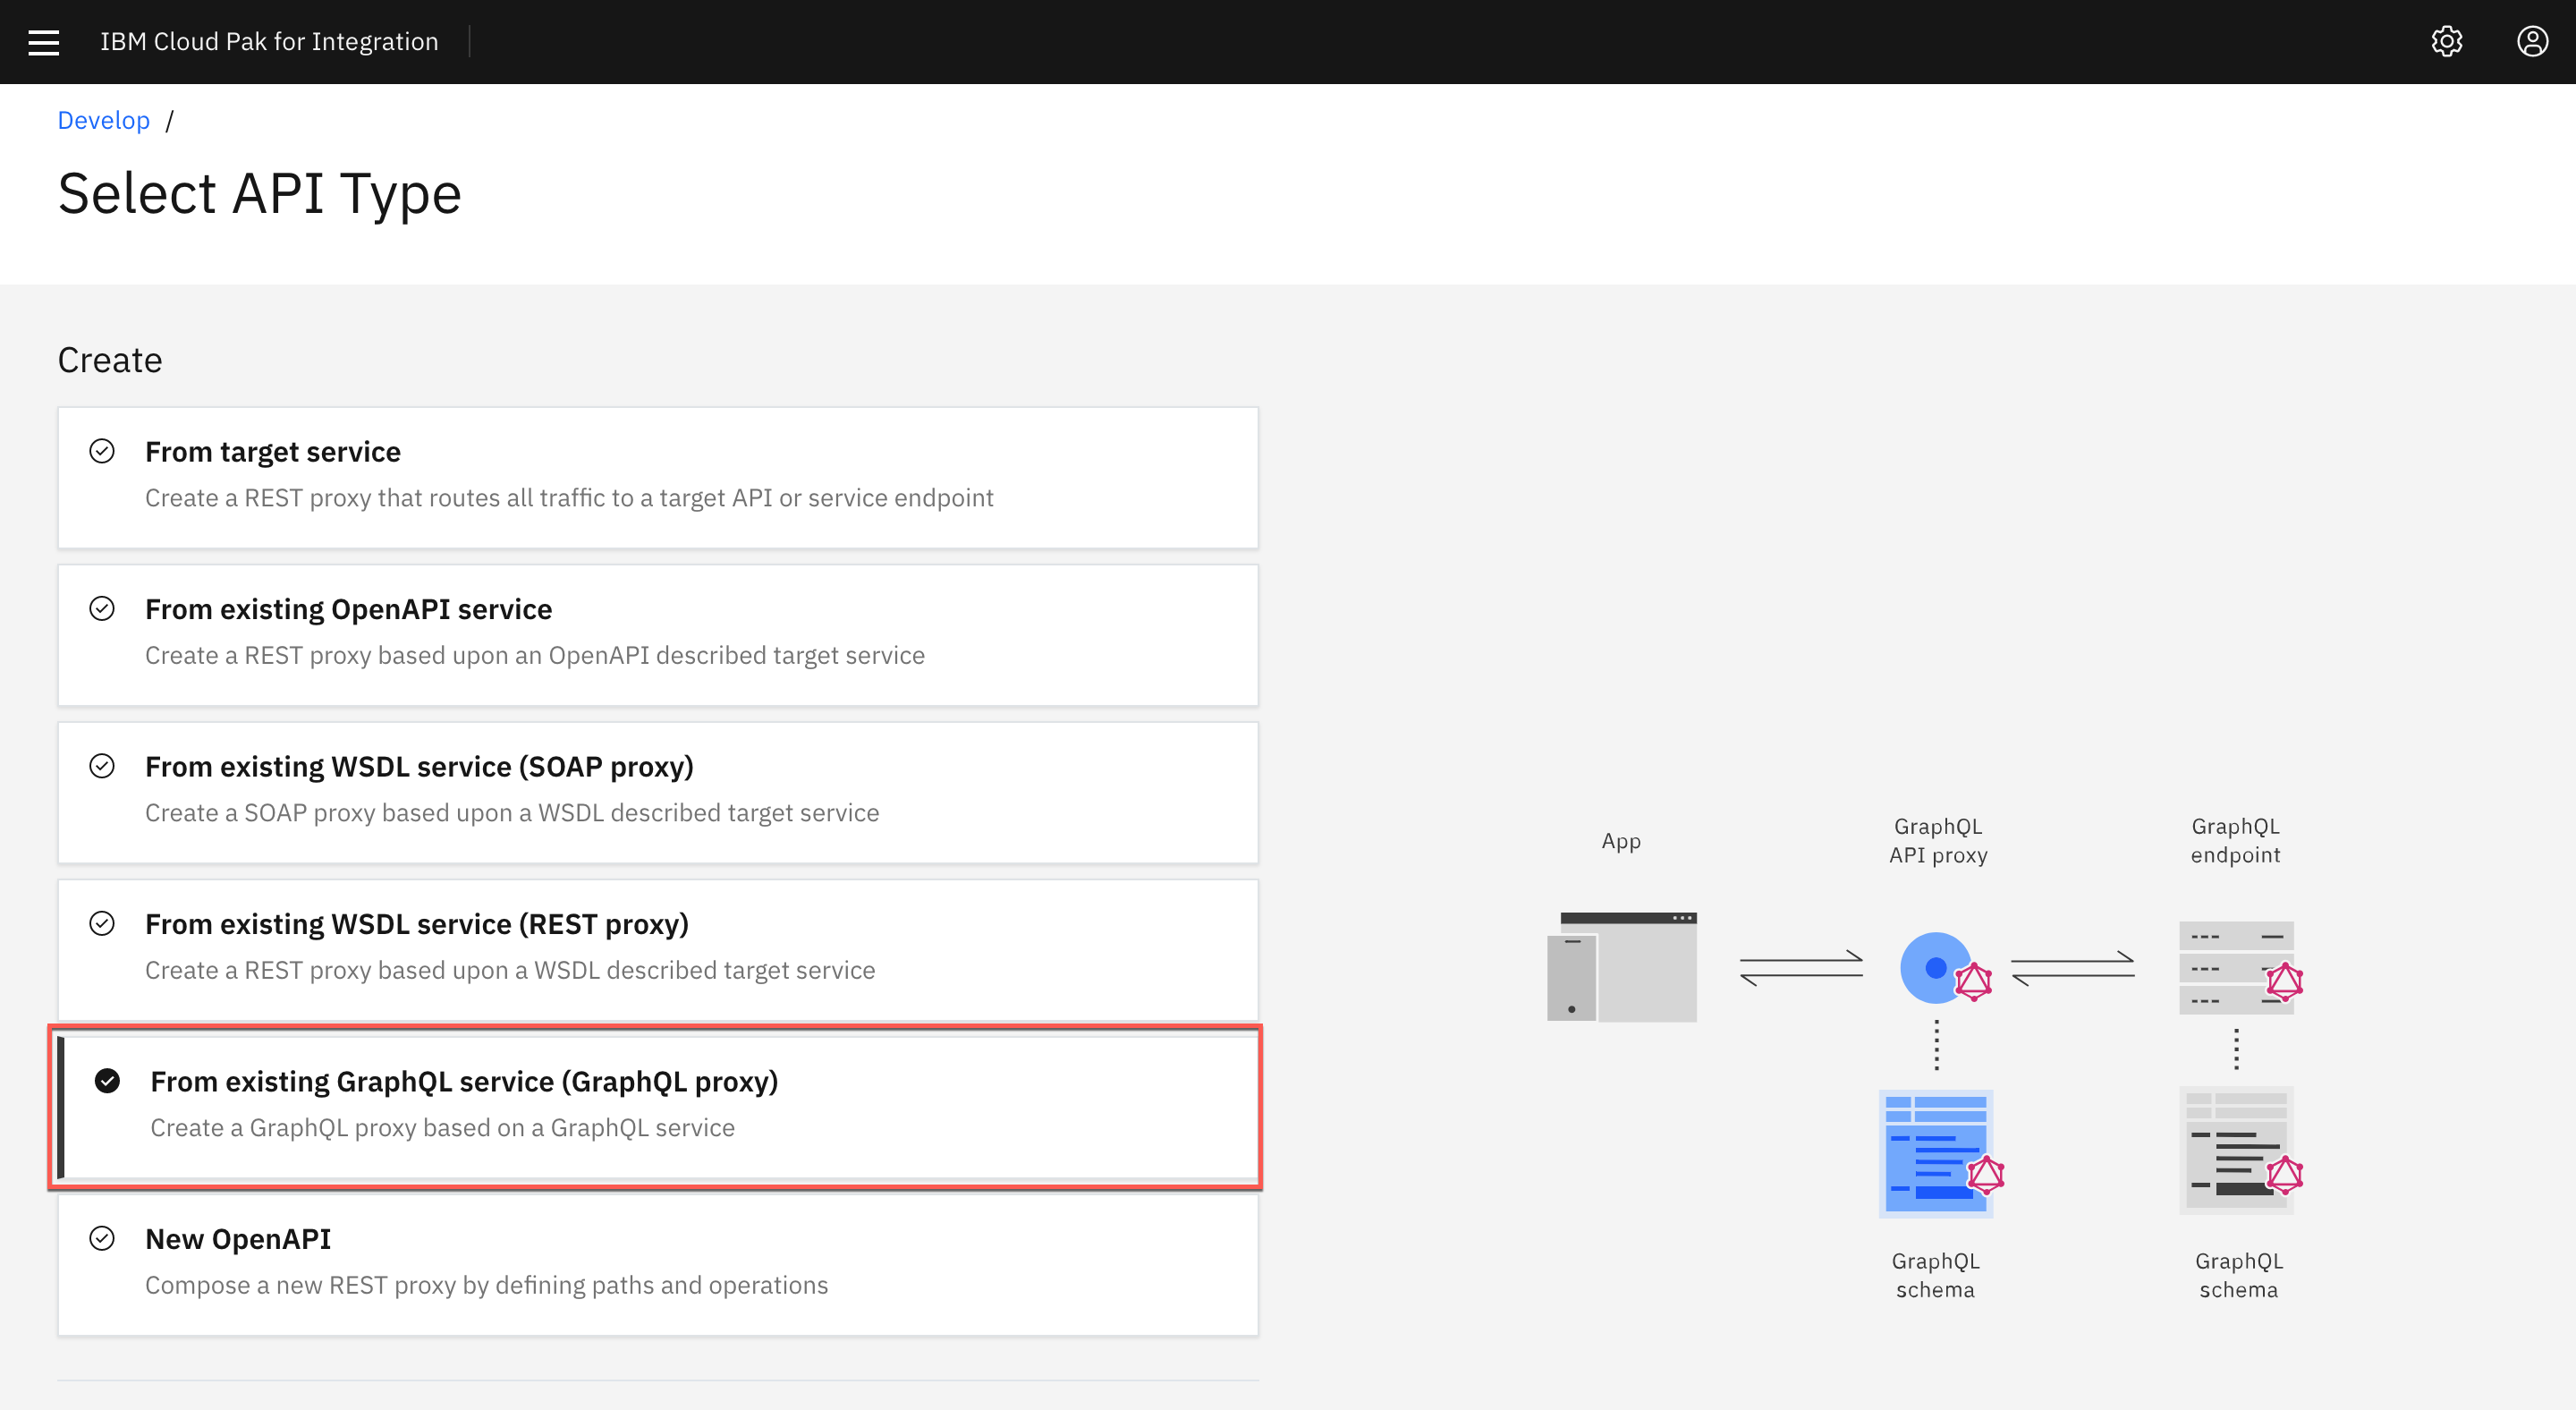 IBM Cloud Pak for Integration
Develop /
Select API Type
Create
From target service
Create a REST proxy that routes all traffic to a target API or service endpoint
From existing OpenAPI service
Create a REST proxy based upon an OpenAPI described target service
From existing WSDL service (SOAP proxy)
Create a SOAP proxy based upon a WSDL described target service
From existing WSDL service (REST proxy)
Create a REST proxy based upon a WSDL described target service
From existing GraphQL service (GraphQL proxy)
Create a GraphQL proxy based on a GraphQL service
New OpenAPI
Compose a new REST proxy by defining paths and operations
App
GraphQL
API proxy
GraphQL
endpoint
GraphQL
schema
GraphQL
schema